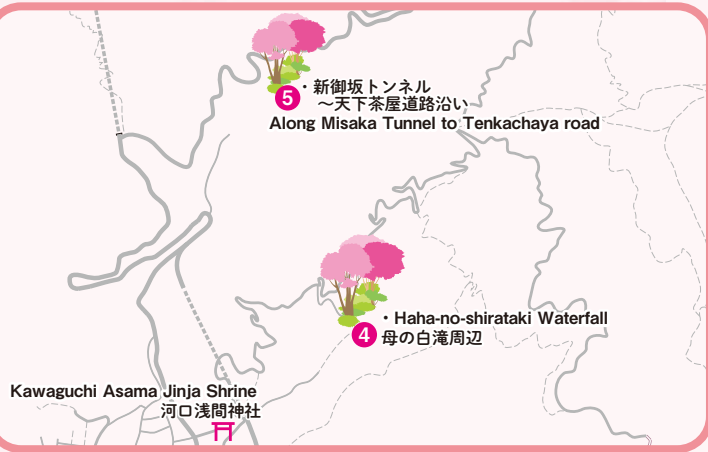 5
・新御坂トンネル
～天下茶屋道路沿い
Along Misaka Tunnel to Tenkachaya road
4
・Haha-no-shirataki Waterfall
母の白滝周辺
Kawaguchi Asama Jinja Shrine
河口浅間神社